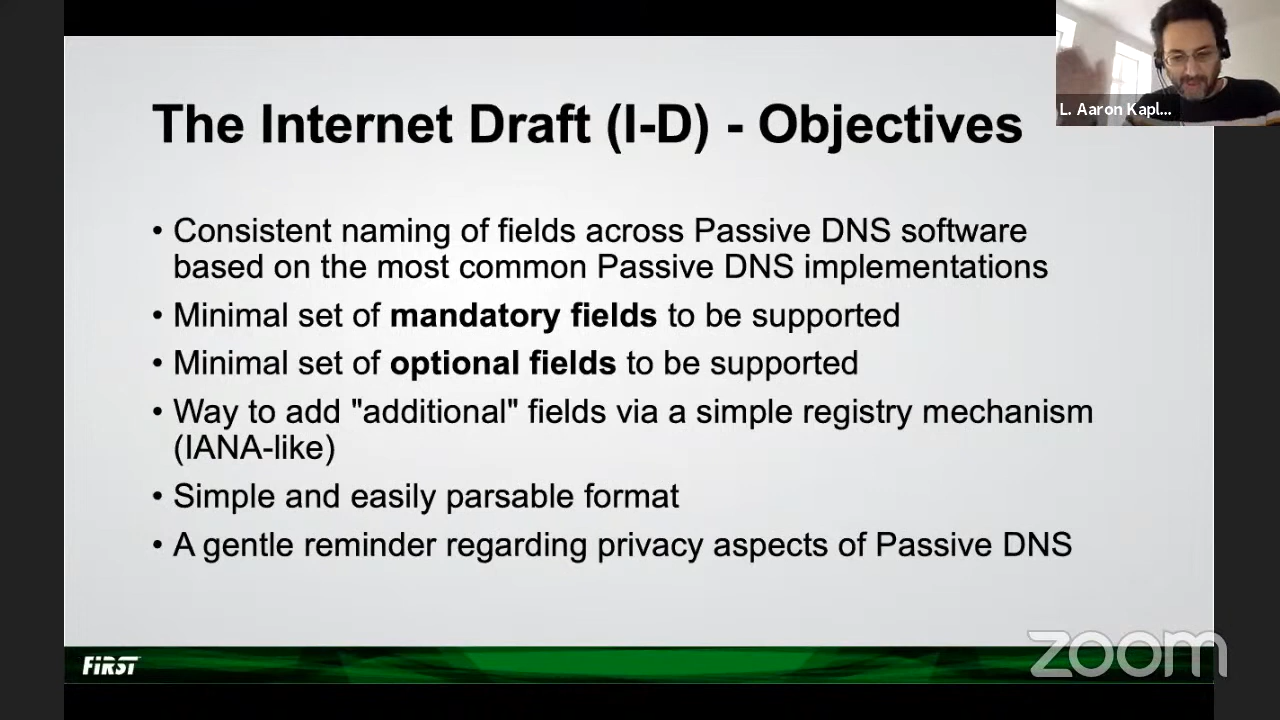 L. Aaron Kapl...
The Internet Draft (I-D) - Objectives
• Consistent naming of fields across Passive DNS software
based on the most common Passive DNS implementations
• Minimal set of mandatory fields to be supported
• Minimal set of optional fields to be supported
• Way to add "additional" fields via a simple registry mechanism
(IANA-like)
• Simple and easily parsable format
• A gentle reminder regarding privacy aspects of Passive DNS
FiRST
zoom